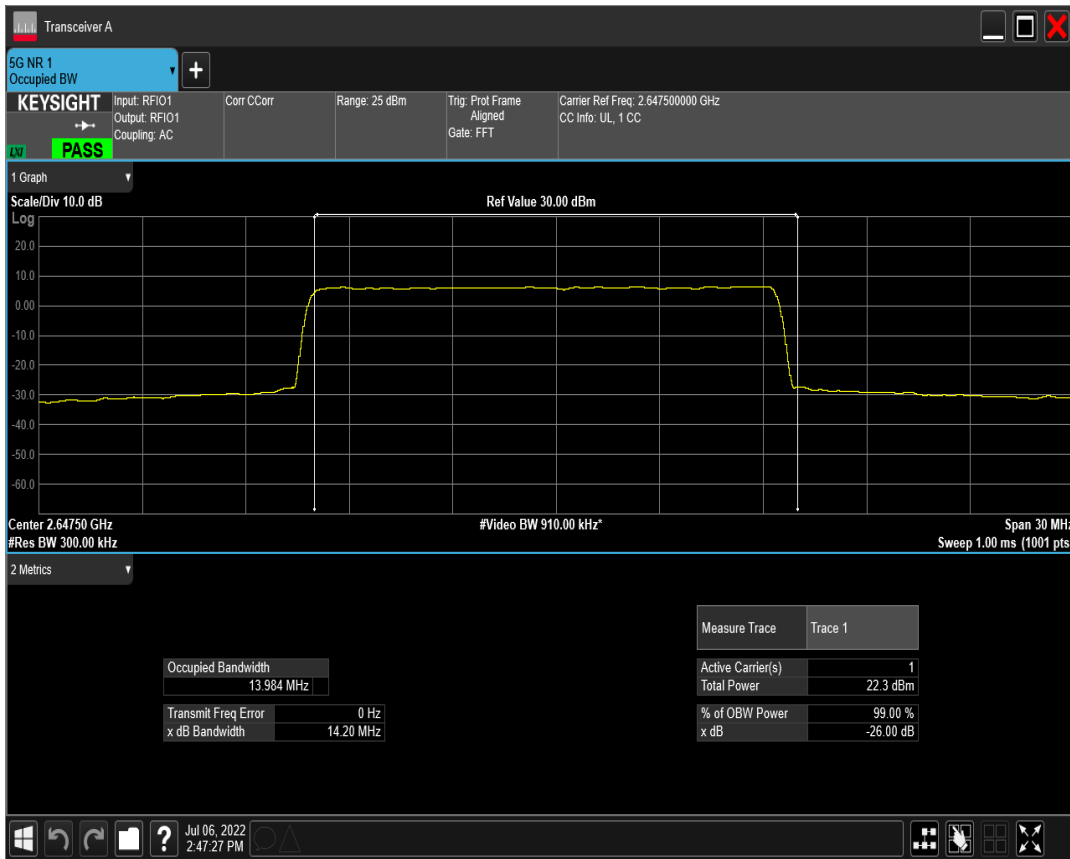 Transceiver A
5G NR 1
Occupied BW
KEYSIGHT
LXI
PASS
Input: RFIO1
Output: RFIO1
Coupling: AC
Corr CCorr
Range: 25 dBm
Trig: Prot Frame
Aligned
Gate: FFT
Carrier Ref Freq: 2.647500000 GHz
CC Info: UL, 1 CC
1 Graph
Scale/Div 10.0 dB
Ref Value 30.00 dBm
Log
20.0
10.0
0.00
-10.0
-20.0
-30.0
-40.0
-50.0
-60.0
Center 2.64750 GHz
#Video BW 910.00 kHz*
Span 30 MHz
#Res BW 300.00 kHz
Sweep 1.00 ms (1001 pts
2 Metrics
Measure Trace Trace 1
Occupied Bandwidth
13.984 MHz
Active Carrier(s) 1
Total Power 22.3 dBm
Transmit Freq Error 0 Hz
x dB Bandwidth 14.20 MHz
% of OBW Power 99.00 %
x dB -26.00 dB
Jul 06, 2022
2:47:27 PM